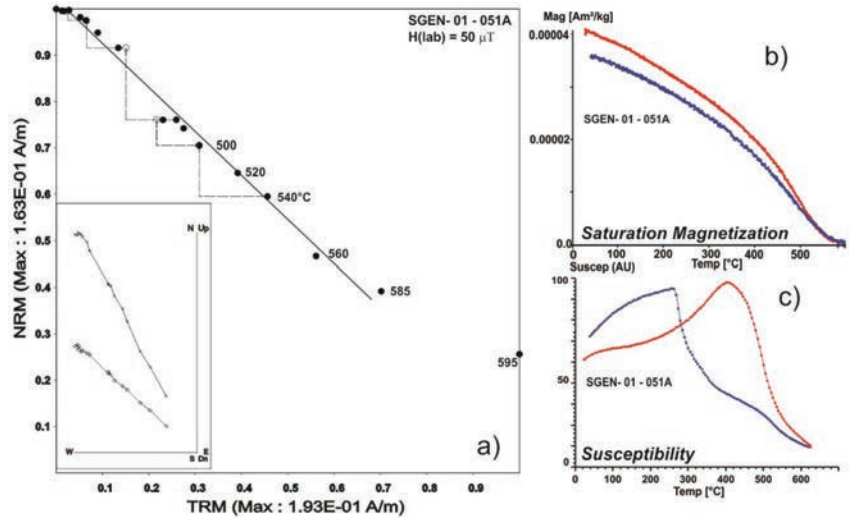 SGEN- 01 - 051A
H(lab) = 50 µT
NRM (Max : 1.63E-01 A/m)
0.9
0.8
0.7
0.6
0.5
0.4
0.3
0.2
0.1
500
520
540°C
560
585
595
N Up
W E
S Dn
a)
0.1 0.2 0.3 0.4 0.5 0.6 0.7 0.8 0.9
TRM (Max : 1.93E-01 A/m)
Mag [Am²/kg]
0.00004
b)
SGEN- 01 - 051A
0.00002
Saturation Magnetization
0.0
0 100 200 300 400 500
Temp [°C]
Suscep (AU)
100
c)
50
SGEN- 01 - 051A
Susceptibility
0
0 100 200 300 400 500 600
Temp [°C]